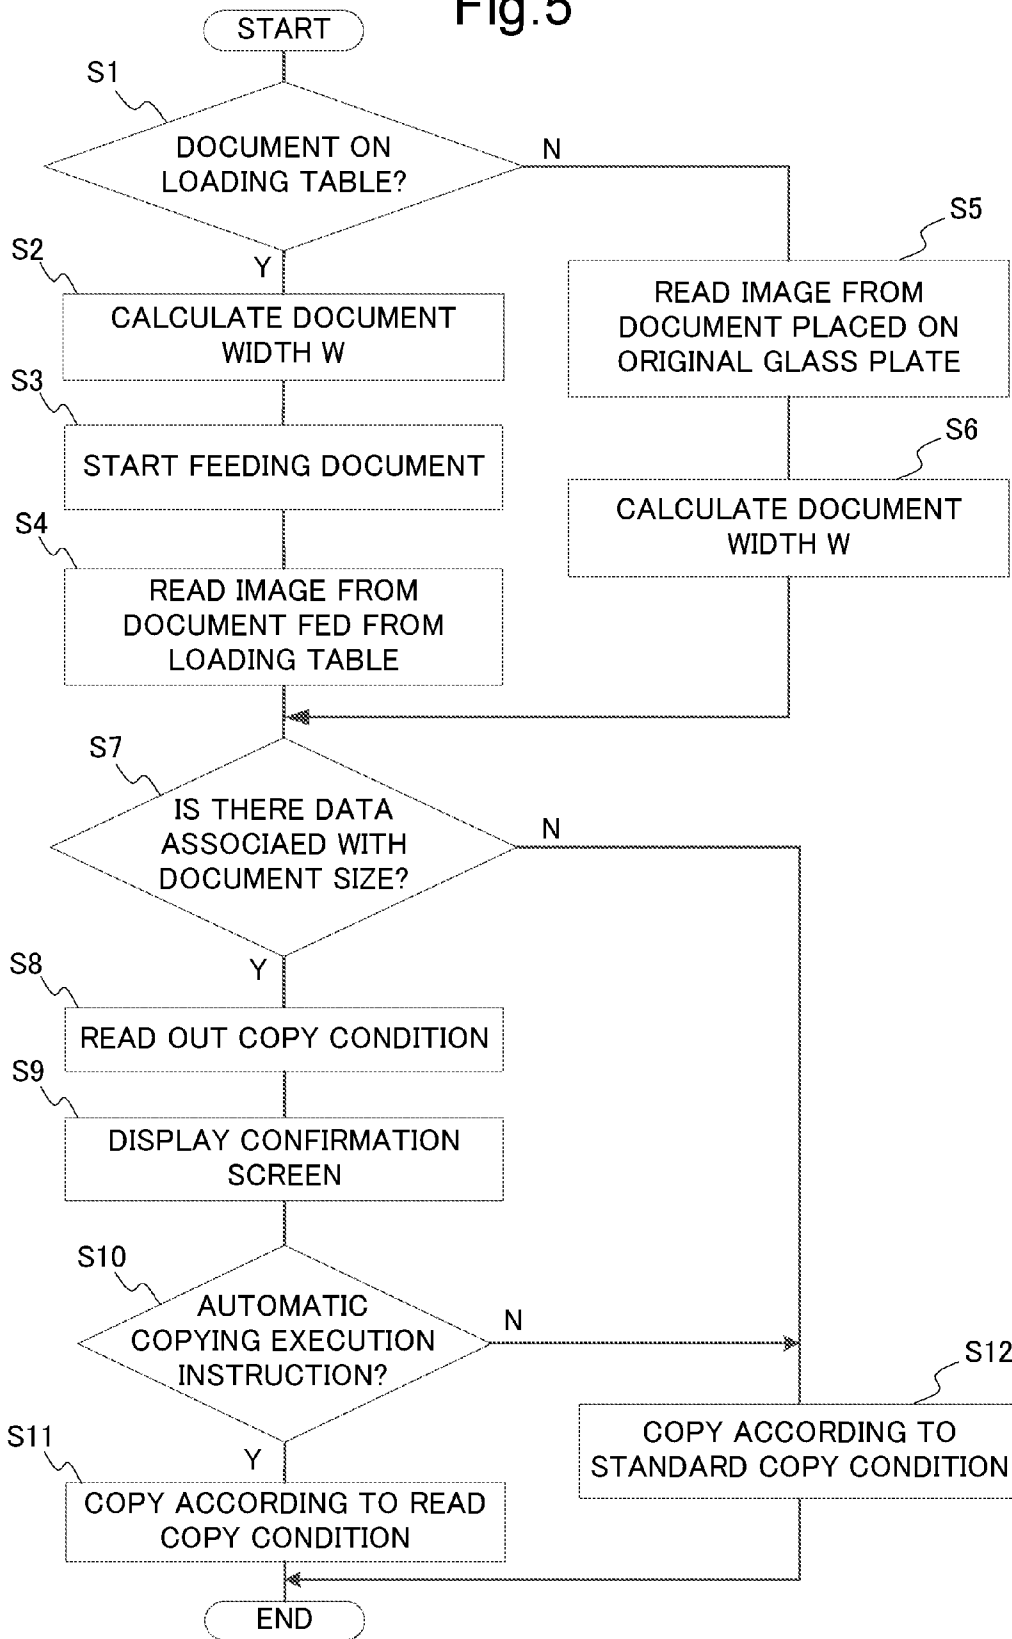 Fig.5
START
S1
DOCUMENT ON
LOADING TABLE?
N
Y
S2
CALCULATE DOCUMENT
WIDTH W
S3
START FEEDING DOCUMENT
S4
READ IMAGE FROM
DOCUMENT FED FROM
LOADING TABLE
S5
READ IMAGE FROM
DOCUMENT PLACED ON
ORIGINAL GLASS PLATE
S6
CALCULATE DOCUMENT
WIDTH W
S7
IS THERE DATA
ASSOCIAED WITH
DOCUMENT SIZE?
N
Y
S8
READ OUT COPY CONDITION
S9
DISPLAY CONFIRMATION
SCREEN
S10
AUTOMATIC
COPYING EXECUTION
INSTRUCTION?
N
Y
S11
COPY ACCORDING TO READ
COPY CONDITION
S12
COPY ACCORDING TO
STANDARD COPY CONDITION
END